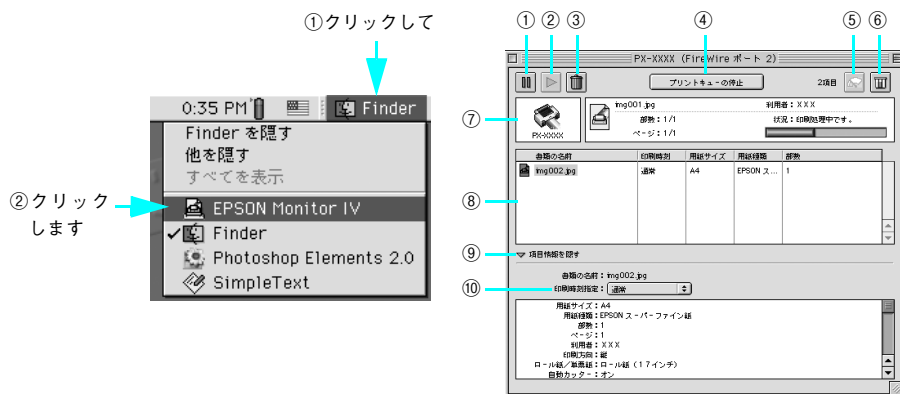 ①クリックして
0:35 PM
Finder
Finder を隠す
他を隠す
すべてを表示
EPSON Monitor IV
Finder
Photoshop Elements 2.0
SimpleText
②クリック
します
① ② ③ ④ ⑤ ⑥
PX-XXXX (FireWire ポート 2)
プリントキューの停止
2項目
⑦
PX-XXXX
img001.jpg
利用者:XXX
部数:1/1
状況:印刷処理中です。
ページ:1/1
書類の名前 印刷時刻 用紙サイズ 用紙種類 部数
img002.jpg 通常 A4 EPSON ス... 1
⑧
⑨
項目情報を隠す
書類の名前:img002.jpg
⑩
印刷時刻指定:通常
用紙サイズ:A4
用紙種類:EPSON スーパーファイン紙
部数:1
ページ:1
利用者:XXX
印刷方向:縦
ロール紙/単票紙:ロール紙(17インチ)
自動カッター:オン